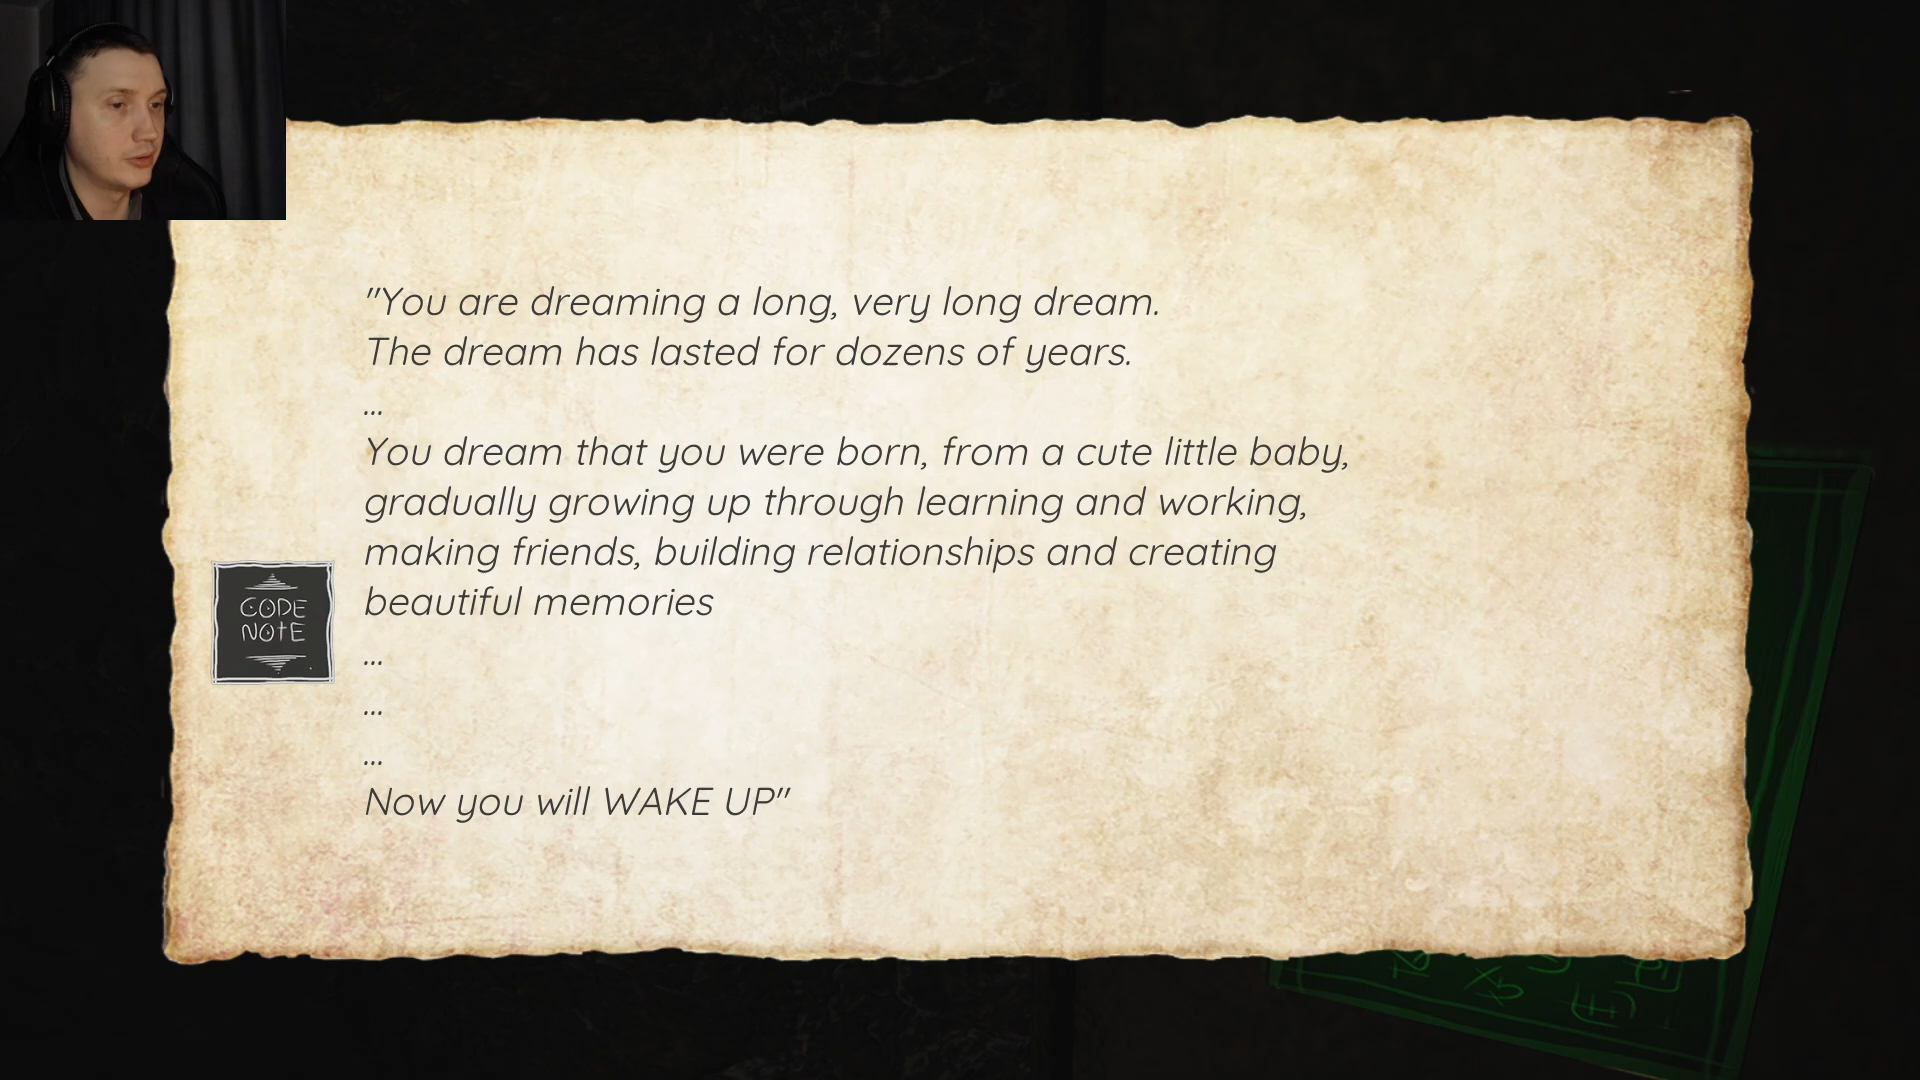 "You are dreaming a long, very long dream.
The dream has lasted for dozens of years.
...
You dream that you were born, from a cute little baby,
gradually growing up through learning and working,
making friends, building relationships and creating
beautiful memories
...
...
...
Now you will WAKE UP"
CODE
NOTE